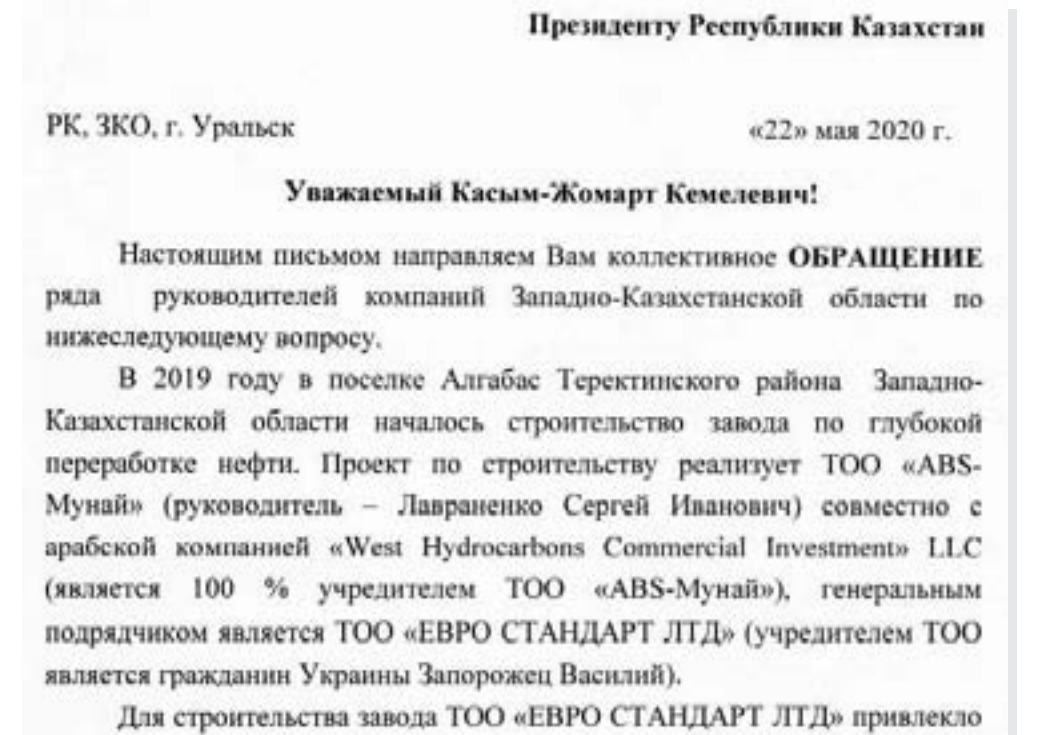 Президенту Республики Казахстан
РК, ЗКО, г. Уральск «22» мая 2020 г.
Уважаемый Касым-Жомарт Кемелевич!
Настоящим письмом направляем Вам коллективное ОБРАЩЕНИЕ
ряда руководителей компаний Западно-Казахстанской области по
нижеследующему вопросу.
В 2019 году в поселке Алгабас Теректинского района Западно-
Казахстанской области началось строительство завода по глубокой
переработке нефти. Проект по строительству реализует ТОО «ABS-
Мунай» (руководитель – Лавраненко Сергей Иванович) совместно с
арабской компанией «West Hydrocarbons Commercial Investment» LLC
(является 100 % учредителем ТОО «ABS-Мунай»), генеральным
подрядчиком является ТОО «ЕВРО СТАНДАРТ ЛТД» (учредителем ТОО
является гражданин Украины Запорожец Василий).
Для строительства завода ТОО «ЕВРО СТАНДАРТ ЛТД» привлекло